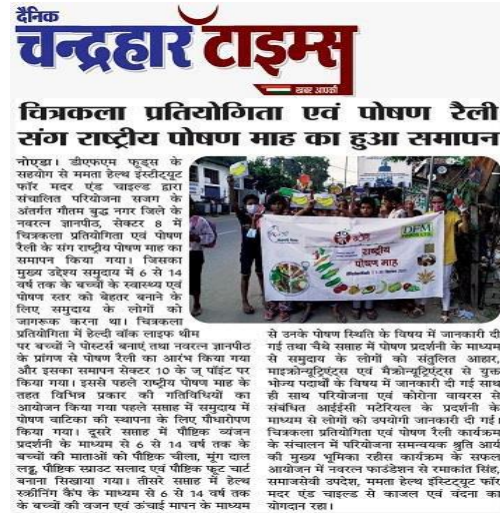 दैनिक
चन्द्रहार टाइम्स
खबर आपकी
चित्रकला प्रतियोगिता एवं पोषण रैली
संग राष्ट्रीय पोषण माह का हुआ समापन
नोएडा। डीएफएम फूड्स के
सहयोग से ममता हेल्थ इंस्टीट्यूट
फॉर मदर एंड चाइल्ड द्वारा
संचालित परियोजना सजग के
अंतर्गत गौतम बुद्ध नगर जिले के
नवरत्न ज्ञानपीठ, सेक्टर 8 में
चित्रकला प्रतियोगिता एवं पोषण
रैली के संग राष्ट्रीय पोषण माह का
समापन किया गया। जिसका
मुख्य उद्देश्य समुदाय में 6 से 14
वर्ष तक के बच्चों के स्वास्थ्य एवं
पोषण स्तर को बेहतर बनाने के
लिए समुदाय के लोगों को
जागरूक करना था। चित्रकला
प्रतियोगिता में हेल्दी वॉक लाइफ थीम
पर बच्चों ने पोस्टर्स बनाएं तथा नवरत्न ज्ञानपीठ
के प्रांगण से पोषण रैली का आरंभ किया गया
और इसका समापन सेक्टर 10 के जू पॉइंट पर
किया गया। इससे पहले राष्ट्रीय पोषण माह के
तहत विभिन्न प्रकार की गतिविधियों का
आयोजन किया गया पहले सप्ताह में समुदाय में
पोषण वाटिका की स्थापना के लिए पौधारोपण
किया गया। दूसरे सप्ताह में पौष्टिक व्यंजन
प्रदर्शनी के माध्यम से 6 से 14 वर्ष तक के
बच्चों की माताओं को पौष्टिक चीला, मूंग दाल
लड्डू, पौष्टिक स्प्राउट सलाद एवं पौष्टिक फूट चार्ट
बनाना सिखाया गया। तीसरे सप्ताह में हेल्थ
स्क्रीनिंग कैंप के माध्यम से 6 से 14 वर्ष तक
के बच्चों की वजन एवं ऊंचाई मापन के माध्यम
राष्ट्रीय
पोषण माह
से उनके पोषण स्थिति के विषय में जानकारी दी
गई तथा चैथे सप्ताह में पोषण प्रदर्शनी के माध्यम
से समुदाय के लोगों को संतुलित आहार,
माइक्रोन्यूट्रिएंट्स एवं मैक्रोन्यूट्रिएंट्स से युक्त
भोज्य पदार्थों के विषय में जानकारी दी गई साथ
ही साथ परियोजना एवं कोरोना वायरस से
संबंधित आईईसी मटेरियल के प्रदर्शनी के
माध्यम से लोगों को उपयोगी जानकारी दी गई।
चित्रकला प्रतियोगिता एवं पोषण रैली कार्यक्रम
के संचालन में परियोजना समन्वयक श्रुति आर्य
की मुख्य भूमिका रहीस कार्यक्रम के सफल
आयोजन में नवरत्न फाउंडेशन से रमाकांत सिंह,
समाजसेवी उपदेश, ममता हेल्थ इंस्टिट्यूट फॉर
मदर एंड चाइल्ड से काजल एवं वंदना का
योगदान रहा।